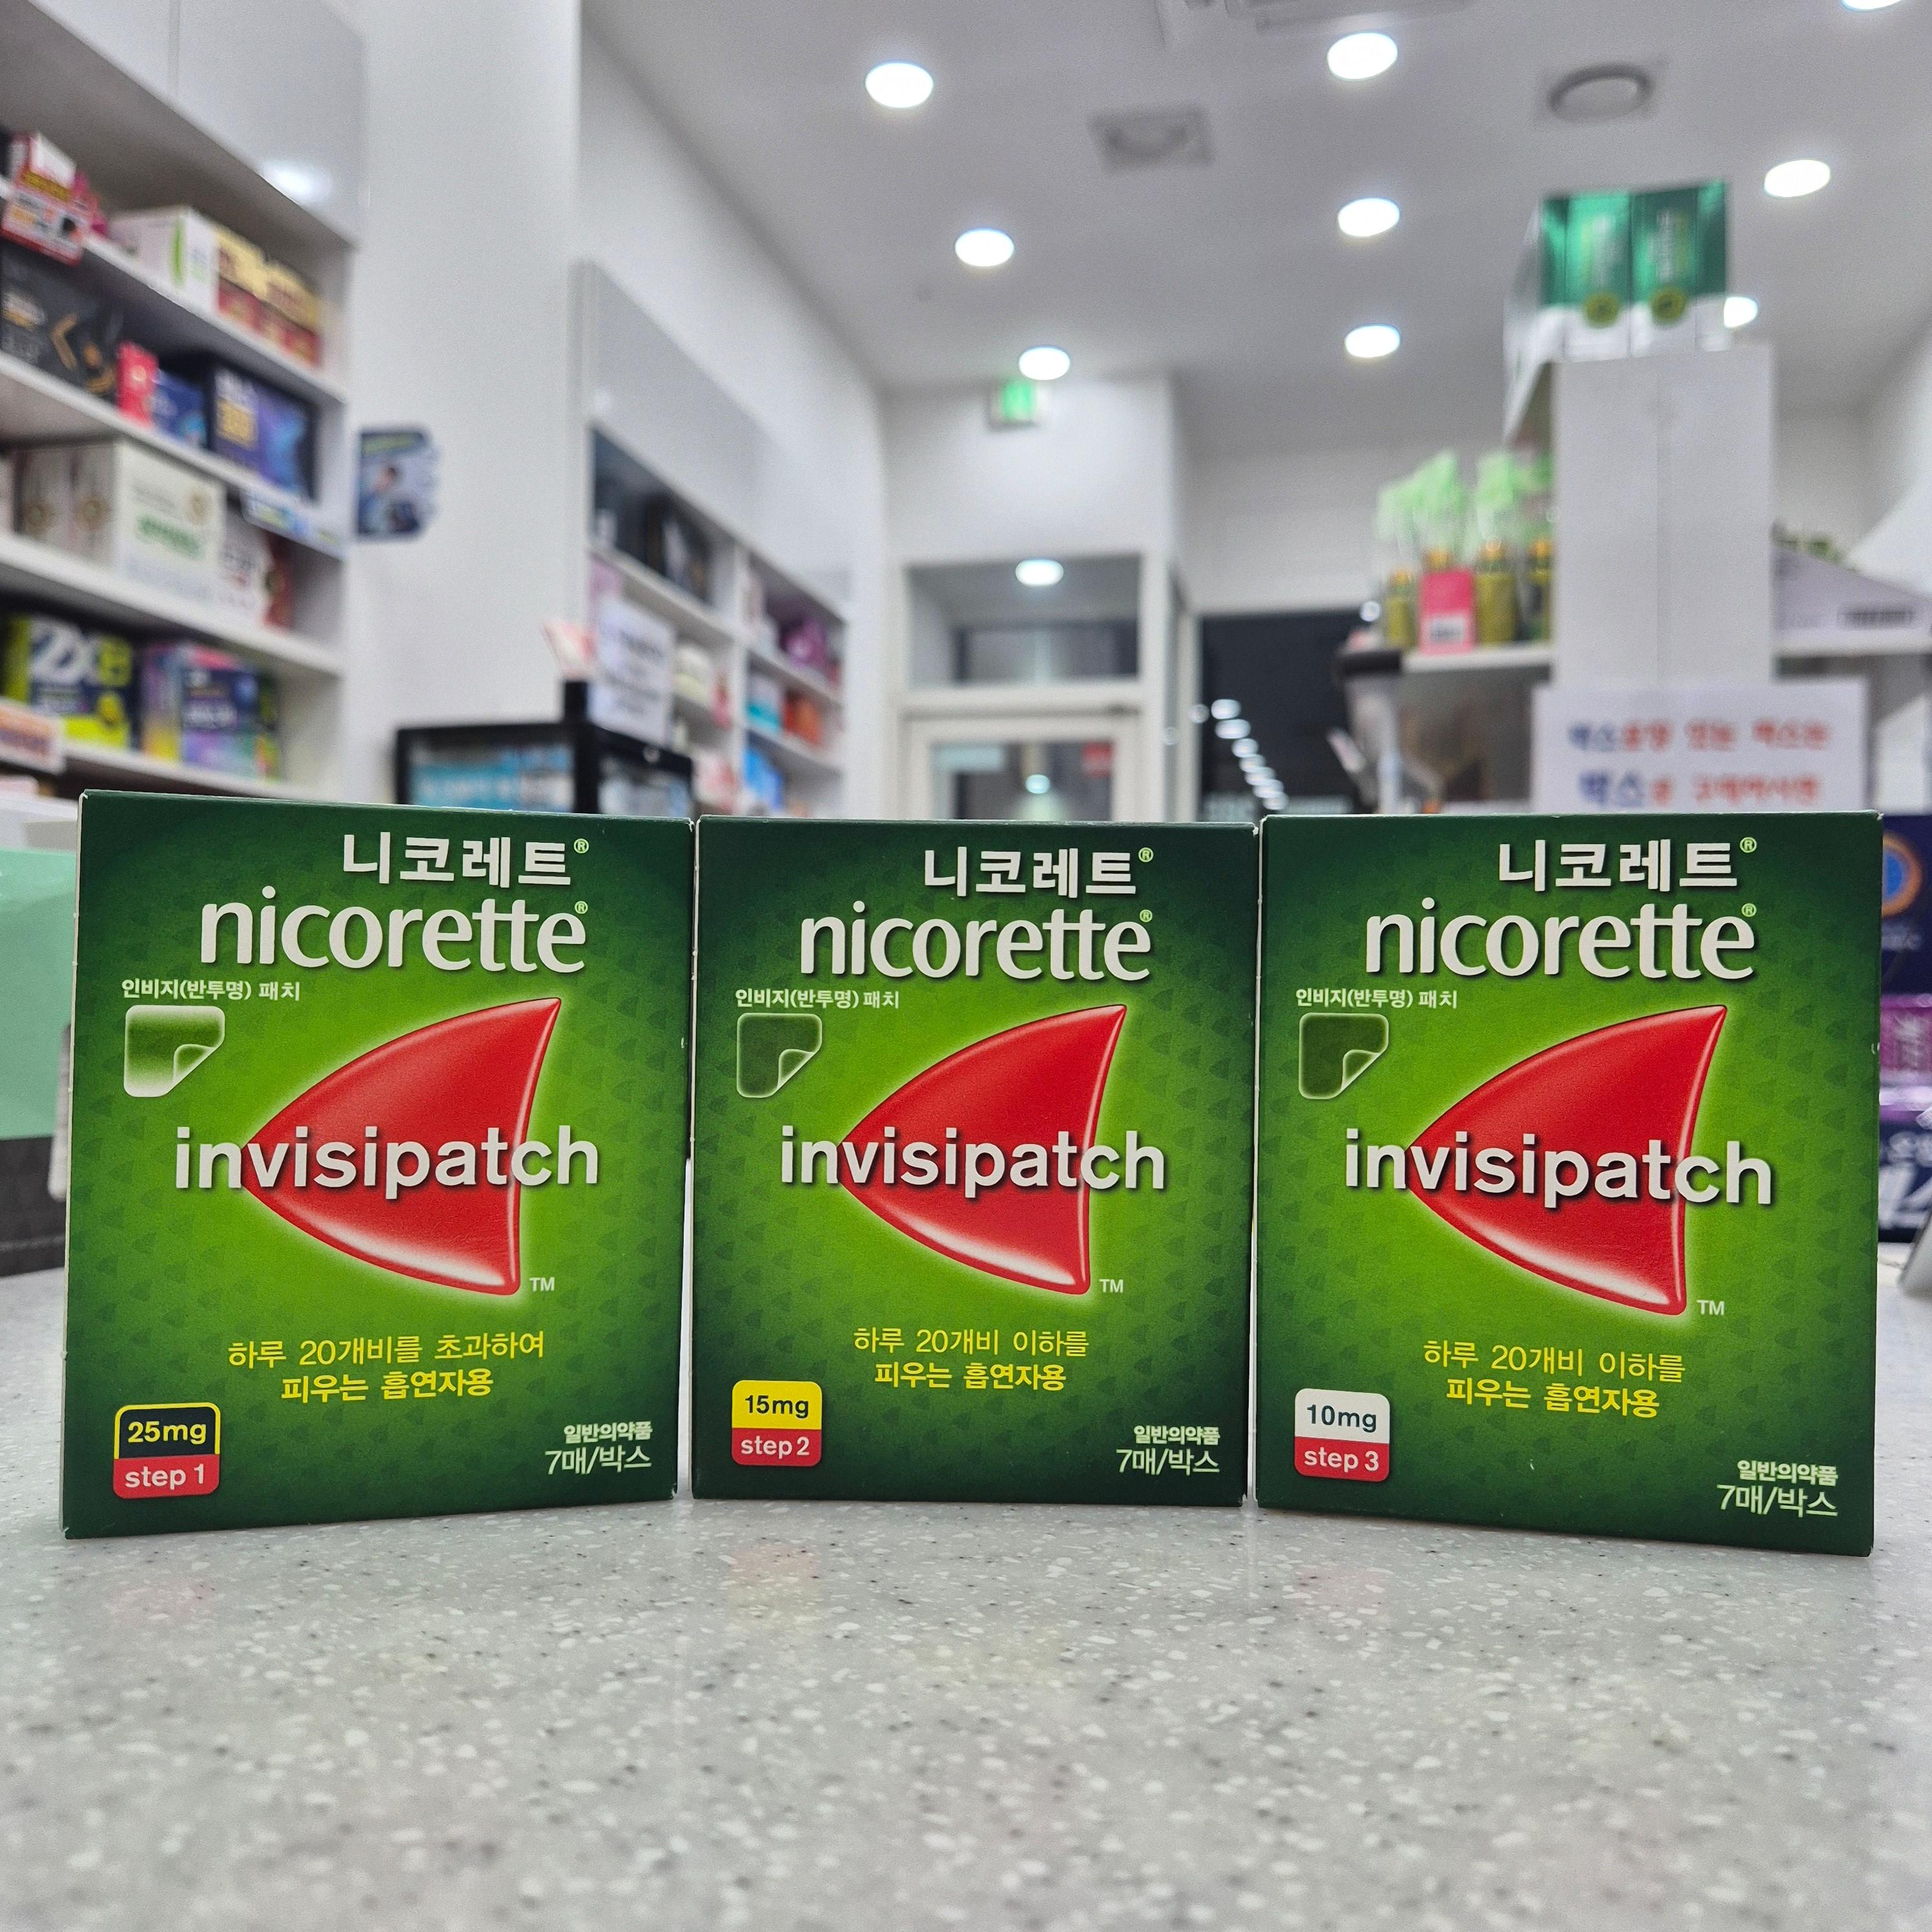 니코레트®
nicorette®
인비지(반투명) 패치
invisipatch
TM
하루 20개비를 초과하여
피우는 흡연자용
25mg
step 1
일반의약품
7매/박스
니코레트®
nicorette®
인비지(반투명) 패치
invisipatch
TM
하루 20개비 이하를
피우는 흡연자용
15mg
step 2
일반의약품
7매/박스
니코레트®
nicorette®
인비지(반투명) 패치
invisipatch
TM
하루 20개비 이하를
피우는 흡연자용
10mg
step 3
일반의약품
7매/박스